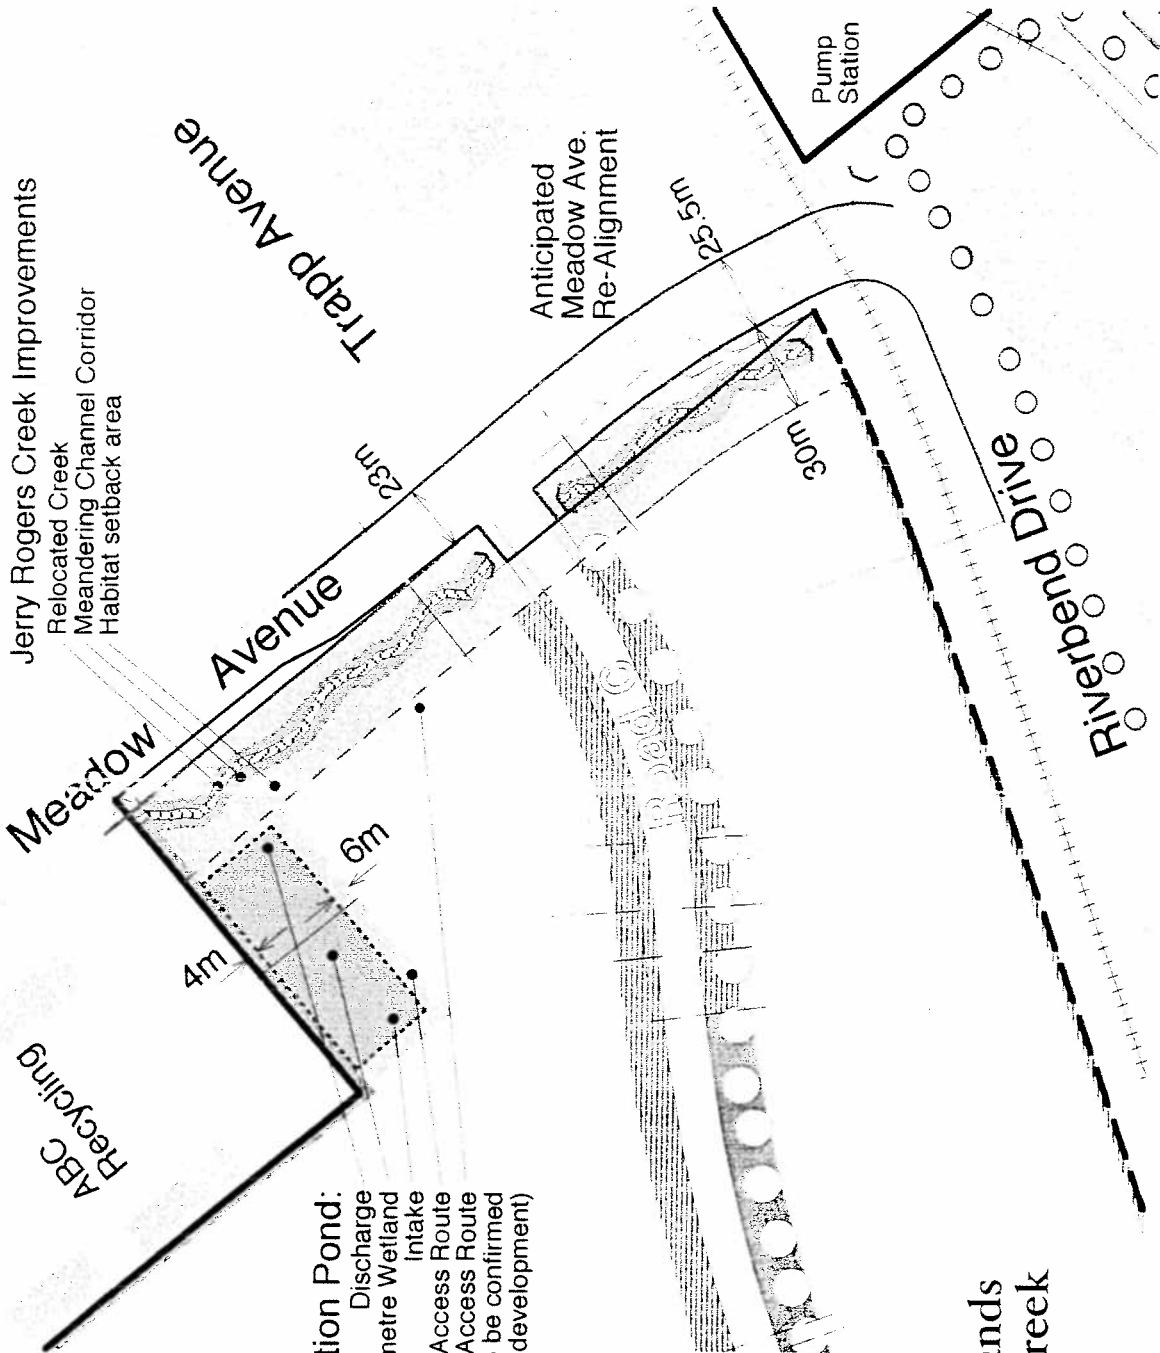 Jerry Rogers Creek Improvements
Relocated Creek
Meandering Channel Corridor
Habitat setback area
Trapp Avenue
Pump
Station
Anticipated
Meadow Ave.
Re-Alignment
25.5m
23m
30m
Meadow Avenue
Riverbend Drive
Road C
6m
4m
ABC
Recycling
tion Pond:
Discharge
netre Wetland
Intake
Access Route
Access Route
be confirmed
development)
nds
reek